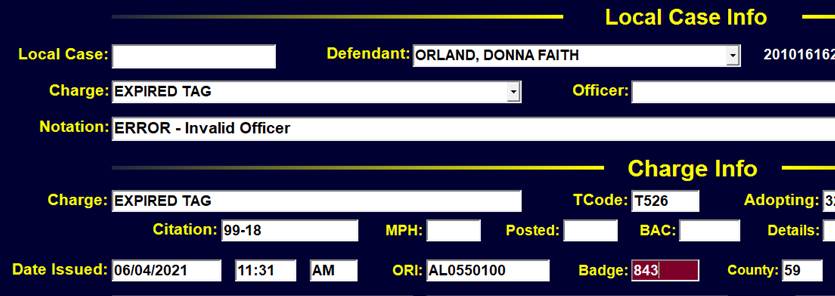 Local Case Info
Local Case: Defendant: ORLAND, DONNA FAITH 201016162
Charge: EXPIRED TAG Officer:
Notation: ERROR - Invalid Officer
Charge Info
Charge: EXPIRED TAG TCode: T526 Adopting: 32
Citation: 99-18 MPH: Posted: BAC: Details:
Date Issued: 06/04/2021 11:31 AM ORI: AL0550100 Badge: 843 County: 59